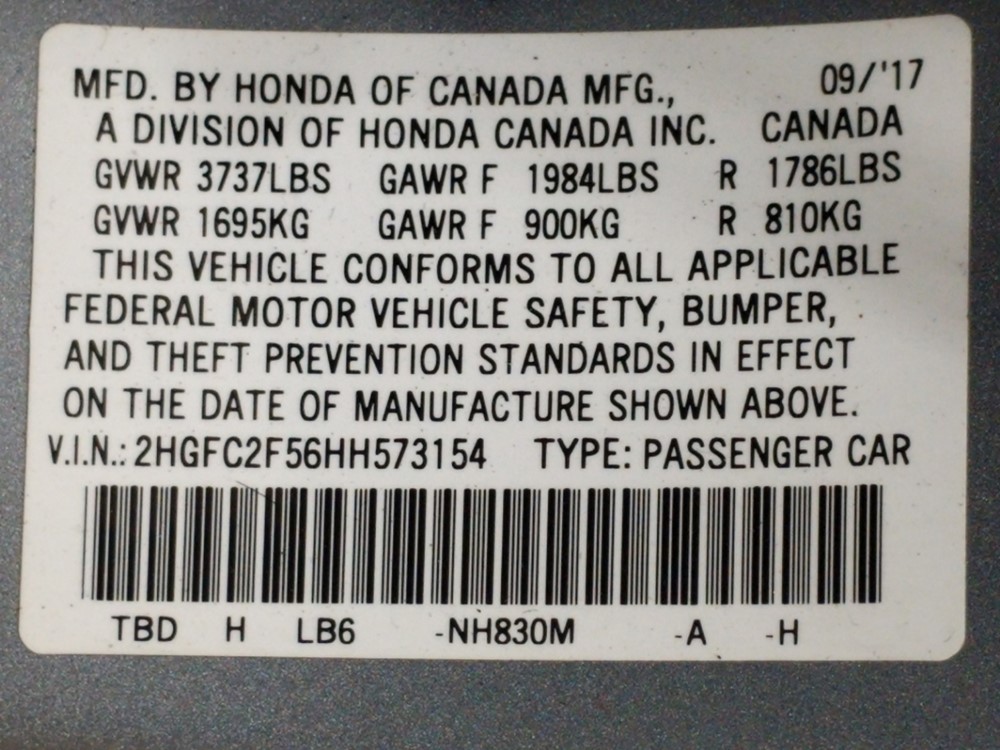 MFD. BY HONDA OF CANADA MFG., 09/'17
A DIVISION OF HONDA CANADA INC. CANADA
GVWR 3737LBS GAWR F 1984LBS R 1786LBS
GVWR 1695KG GAWR F 900KG R 810KG
THIS VEHICLE CONFORMS TO ALL APPLICABLE
FEDERAL MOTOR VEHICLE SAFETY, BUMPER,
AND THEFT PREVENTION STANDARDS IN EFFECT
ON THE DATE OF MANUFACTURE SHOWN ABOVE.
V.I.N.: 2HGFC2F56HH573154 TYPE: PASSENGER CAR
TBD H LB6 -NH830M -A -H